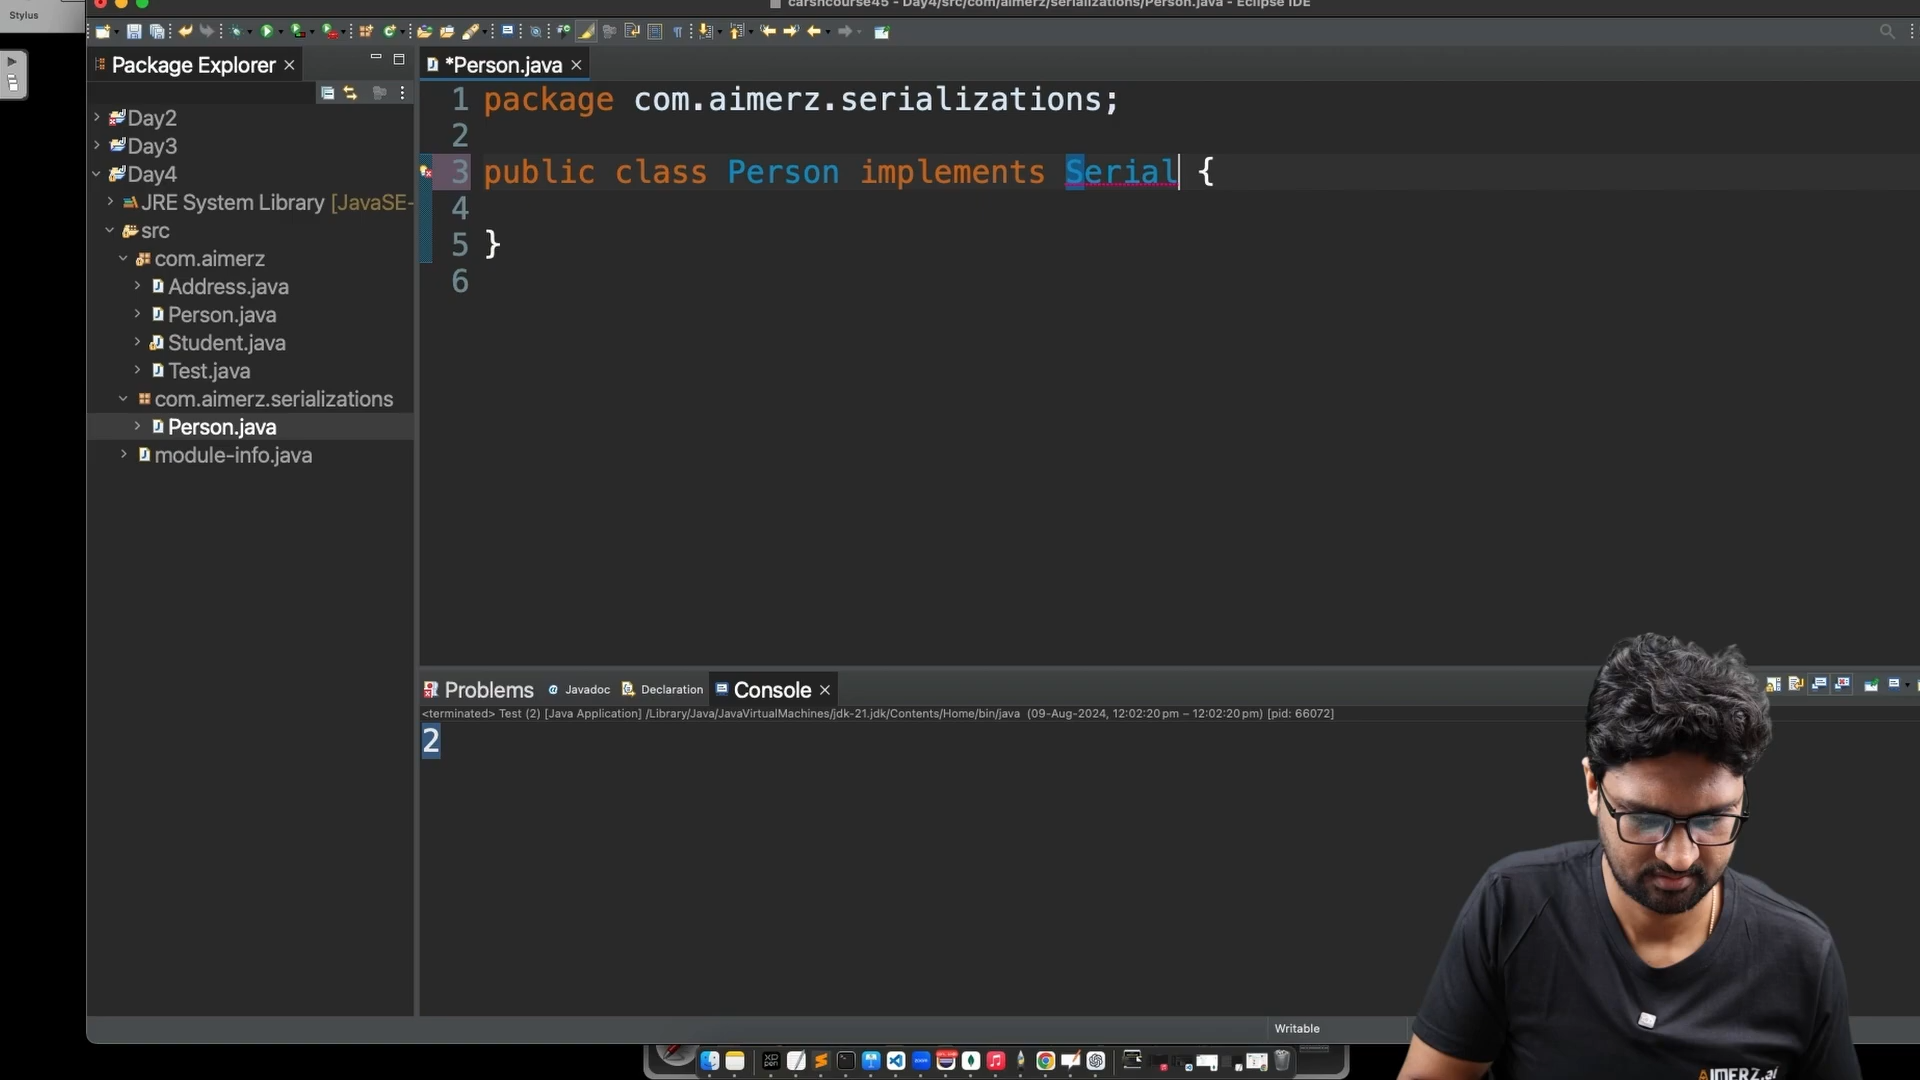 Stylus
carshcourse45 - Day4/src/com/aimerz/serializations/Person.java - Eclipse IDE
Package Explorer
*Person.java
Day2
Day3
Day4
JRE System Library [JavaSE-
src
com.aimerz
Address.java
Person.java
Student.java
Test.java
com.aimerz.serializations
Person.java
module-info.java
1 package com.aimerz.serializations;
2
3 public class Person implements Serial {
4
5 }
6
Problems Javadoc Declaration Console
<terminated> Test (2) [Java Application] /Library/Java/JavaVirtualMachines/jdk-21.jdk/Contents/Home/bin/java (09-Aug-2024, 12:02:20 pm – 12:02:20 pm) [pid: 66072]
2
Writable
AIMERZ.ai